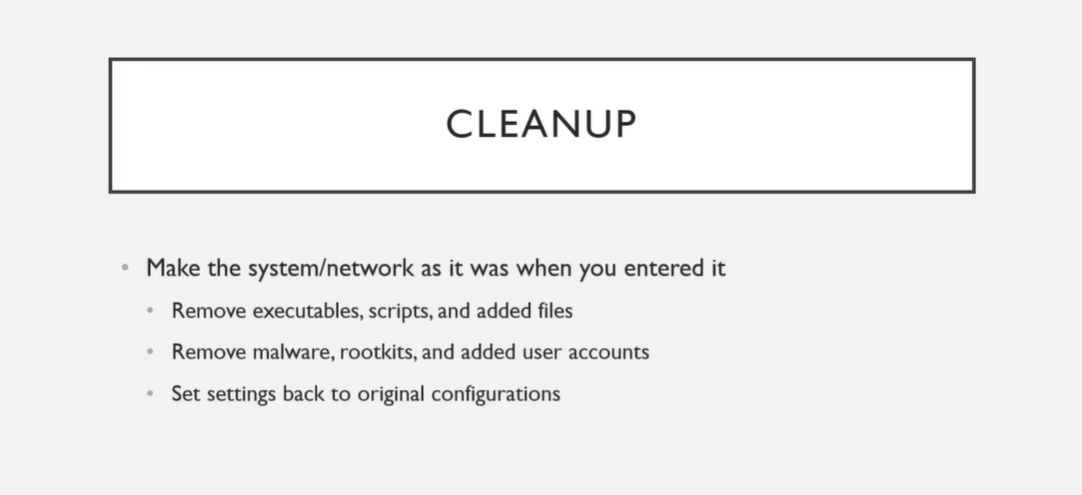 CLEANUP
• Make the system/network as it was when you entered it
• Remove executables, scripts, and added files
• Remove malware, rootkits, and added user accounts
• Set settings back to original configurations